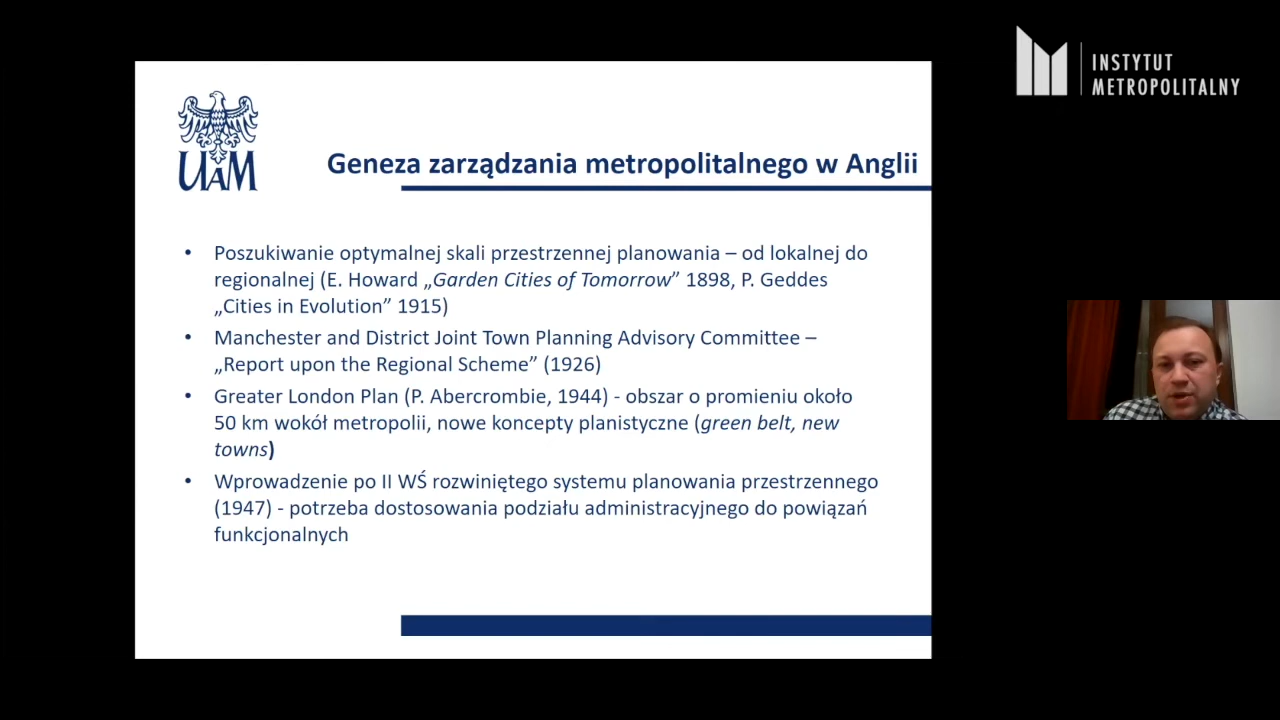 INSTYTUT
METROPOLITALNY
UAM
Geneza zarządzania metropolitalnego w Anglii
• Poszukiwanie optymalnej skali przestrzennej planowania – od lokalnej do
regionalnej (E. Howard „Garden Cities of Tomorrow” 1898, P. Geddes
„Cities in Evolution” 1915)
• Manchester and District Joint Town Planning Advisory Committee –
„Report upon the Regional Scheme” (1926)
• Greater London Plan (P. Abercrombie, 1944) - obszar o promieniu około
50 km wokół metropolii, nowe koncepty planistyczne (green belt, new
towns)
• Wprowadzenie po II WŚ rozwiniętego systemu planowania przestrzennego
(1947) - potrzeba dostosowania podziału administracyjnego do powiązań
funkcjonalnych